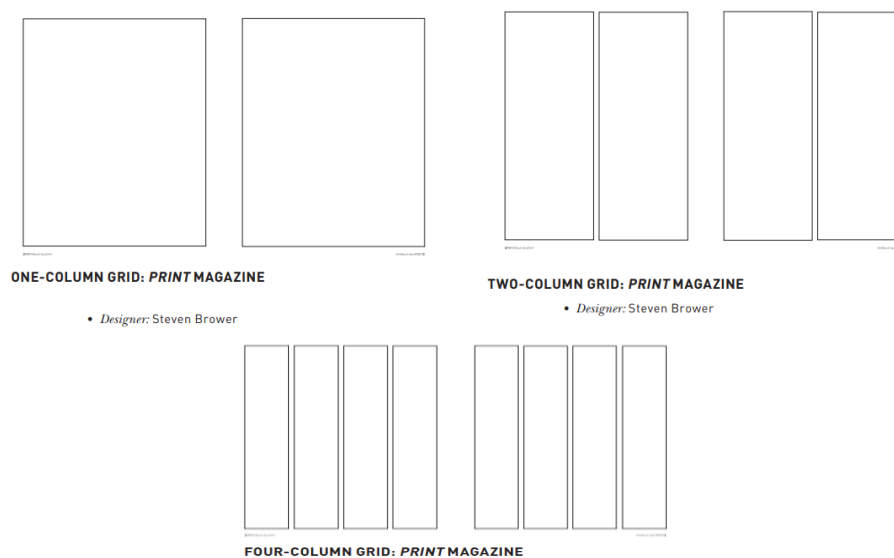 ONE-COLUMN GRID: PRINT MAGAZINE
• Designer: Steven Brower
TWO-COLUMN GRID: PRINT MAGAZINE
• Designer: Steven Brower
FOUR-COLUMN GRID: PRINT MAGAZINE